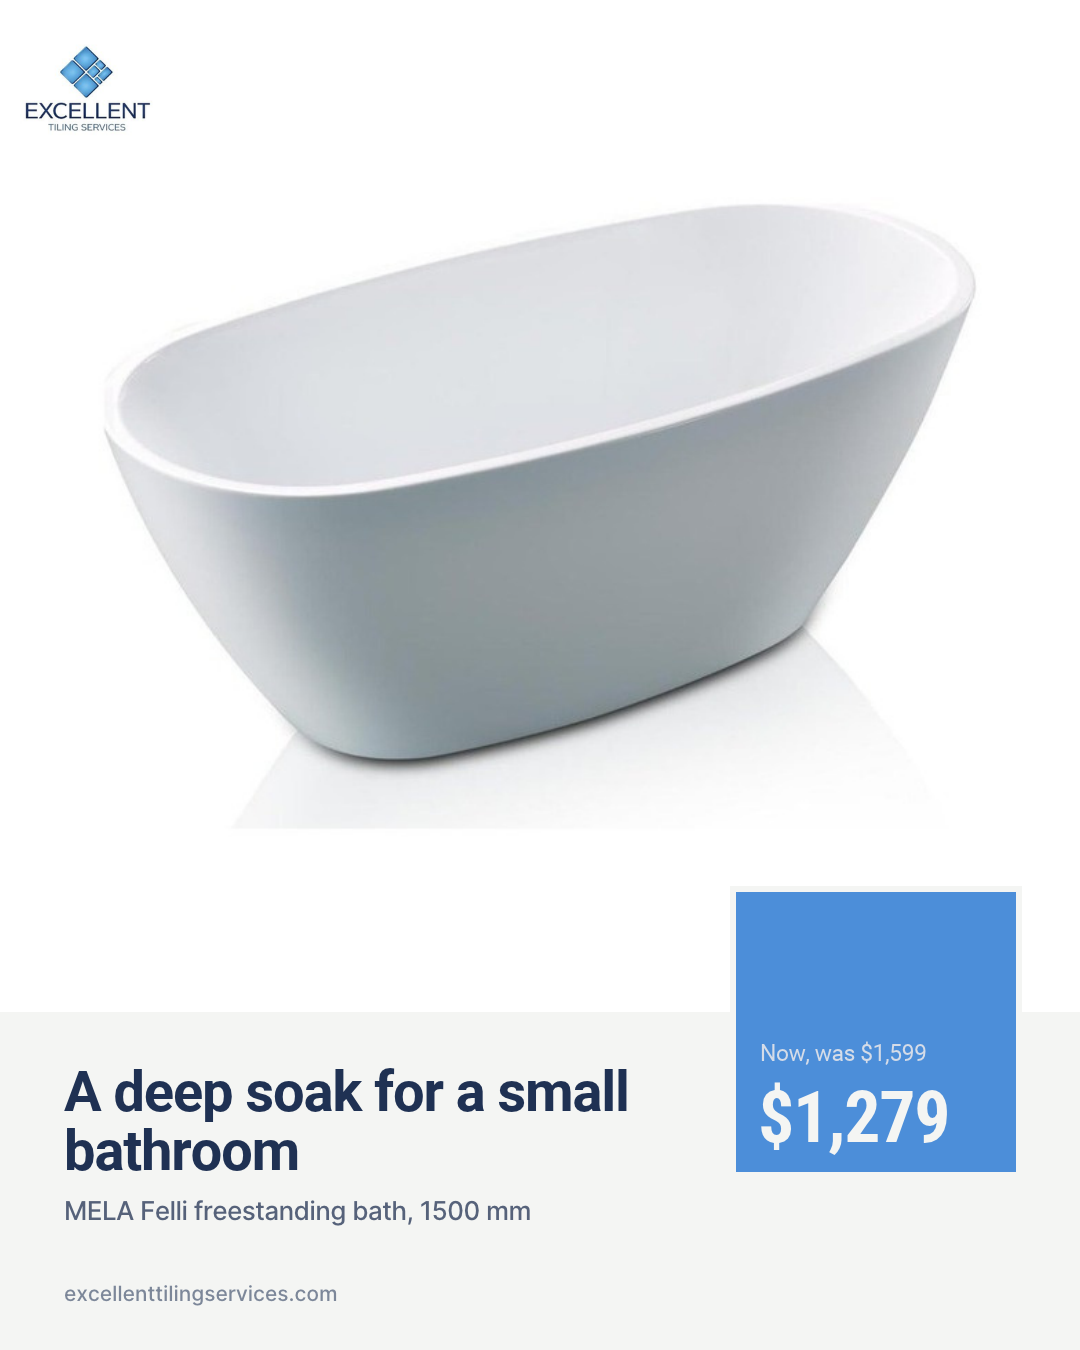 EXCELLENT
TILING SERVICES
Now, was $1,599
$1,279
A deep soak for a small
bathroom
MELA Felli freestanding bath, 1500 mm
excellenttilingservices.com